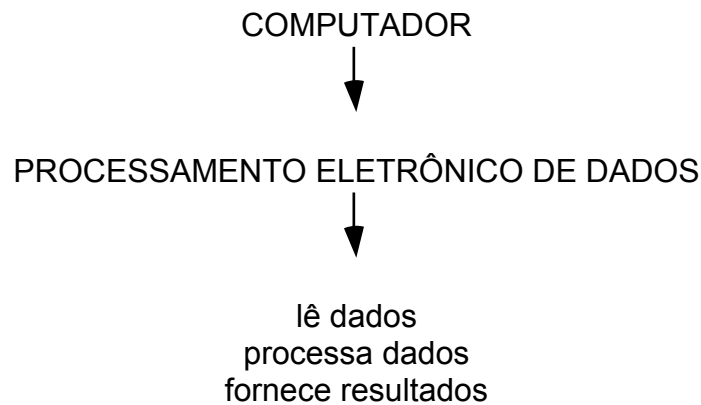 COMPUTADOR
PROCESSAMENTO ELETRÔNICO DE DADOS
lê dados
processa dados
fornece resultados